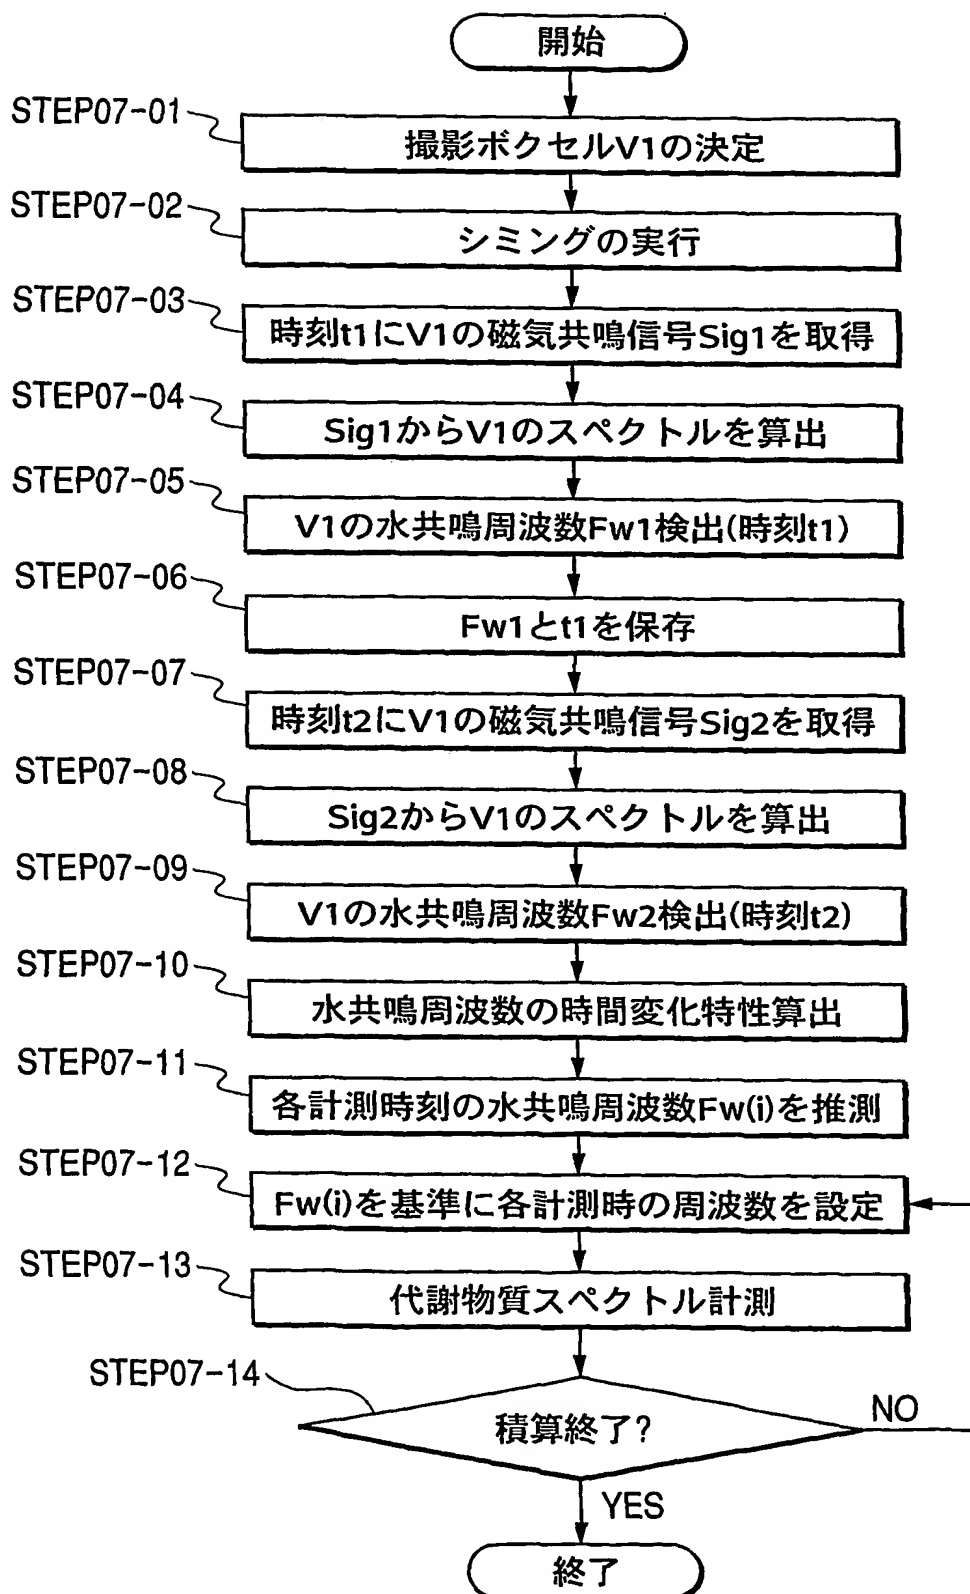 開始
STEP07-01
撮影ボクセルV1の決定
STEP07-02
シミングの実行
STEP07-03
時刻t1にV1の磁気共鳴信号Sig1を取得
STEP07-04
Sig1からV1のスペクトルを算出
STEP07-05
V1の水共鳴周波数Fw1検出(時刻t1)
STEP07-06
Fw1とt1を保存
STEP07-07
時刻t2にV1の磁気共鳴信号Sig2を取得
STEP07-08
Sig2からV1のスペクトルを算出
STEP07-09
V1の水共鳴周波数Fw2検出(時刻t2)
STEP07-10
水共鳴周波数の時間変化特性算出
STEP07-11
各計測時刻の水共鳴周波数Fw(i)を推測
STEP07-12
Fw(i)を基準に各計測時の周波数を設定
STEP07-13
代謝物質スペクトル計測
STEP07-14
積算終了?
NO
YES
終了